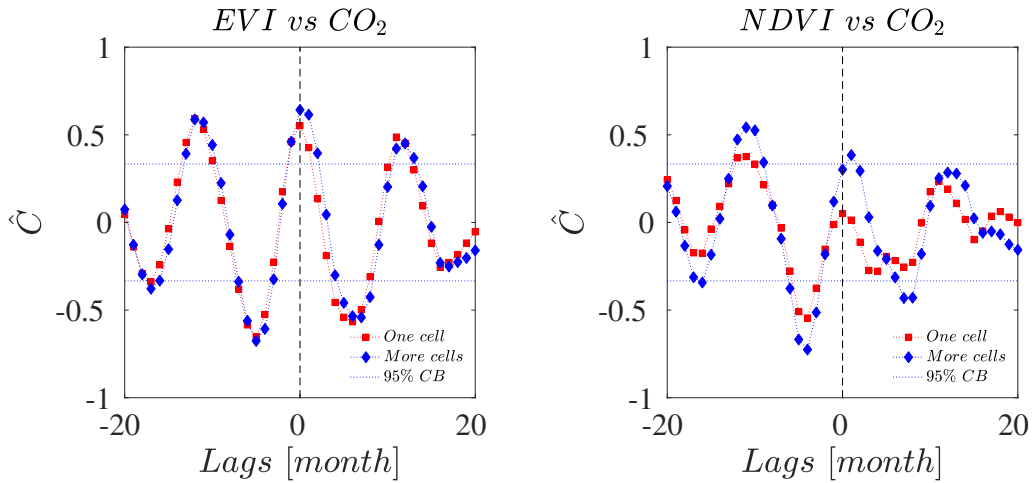 EVI vs CO₂
1
0.5
0
-0.5
-1
Ĉ
One cell
More cells
95% CB
-20
0
20
Lags [month]
NDVI vs CO₂
1
0.5
0
-0.5
-1
Ĉ
One cell
More cells
95% CB
-20
0
20
Lags [month]